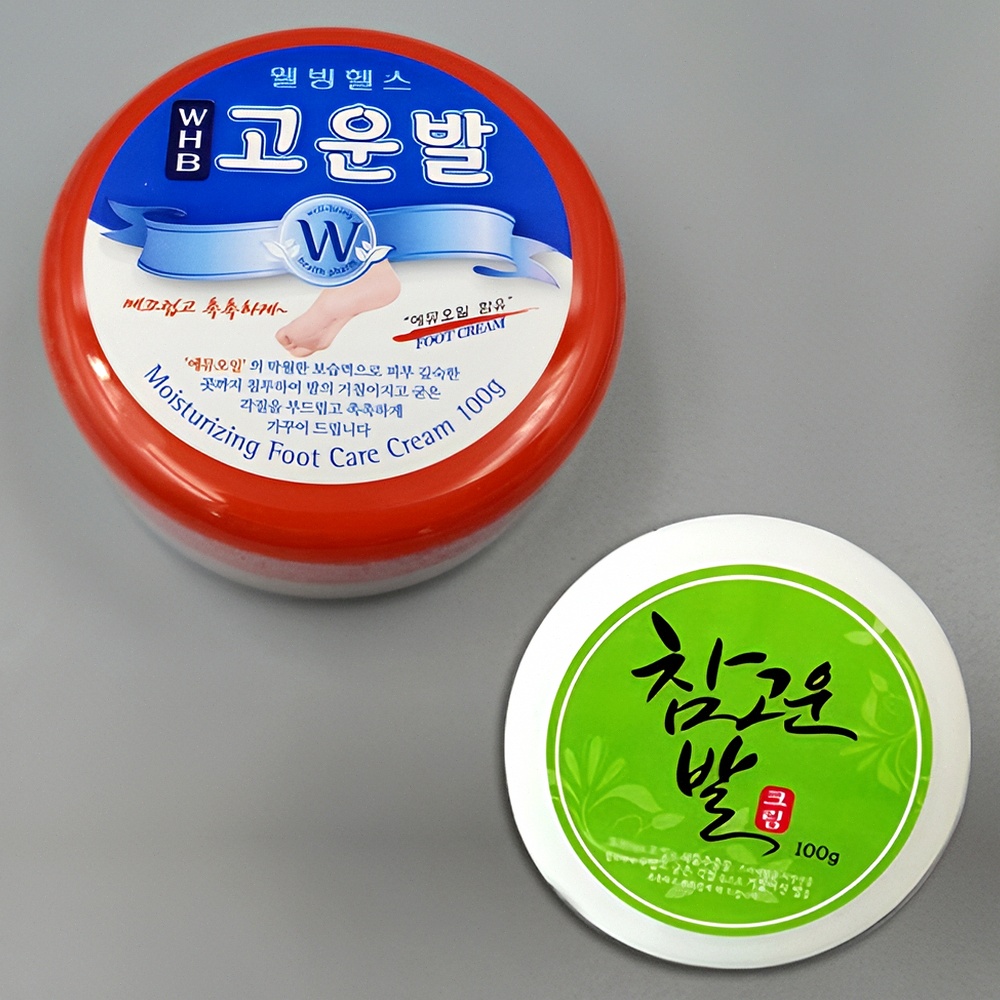 웰빙헬스
WHB
고운발
well-being
W
health pharm
매끄럽고 촉촉하게~
"에뮤오일 함유"
FOOT CREAM
'에뮤오일'의 탁월한 보습력으로 피부 깊숙한
곳까지 침투하여 발의 거칠어지고 굳은
각질을 부드럽고 촉촉하게
가꾸어 드립니다
Moisturizing Foot Care Cream 100g
참고운
발
크림
100g